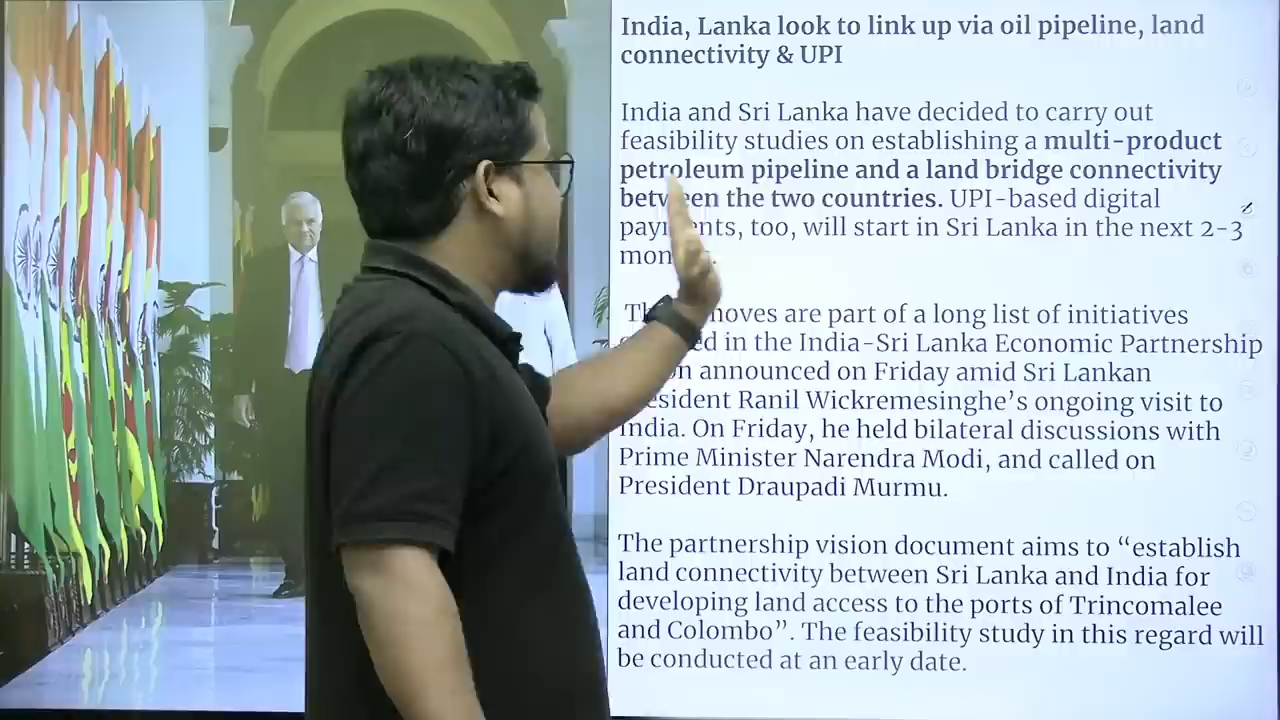 India, Lanka look to link up via oil pipeline, land
connectivity & UPI
India and Sri Lanka have decided to carry out
feasibility studies on establishing a multi-product
petroleum pipeline and a land bridge connectivity
between the two countries. UPI-based digital
too, will start in Sri Lanka in the next 2-3
are part of a long list of initiatives
in the India-Sri Lanka Economic Partnership
announced on Friday amid Sri Lankan
President Ranil Wickremesinghe's ongoing visit to
India. On Friday, he held bilateral discussions with
Prime Minister Narendra Modi, and called on
President Draupadi Murmu.
The partnership vision document aims to “establish
land connectivity between Sri Lanka and India for
developing land access to the ports of Trincomalee
and Colombo”. The feasibility study in this regard will
be conducted at an early date.